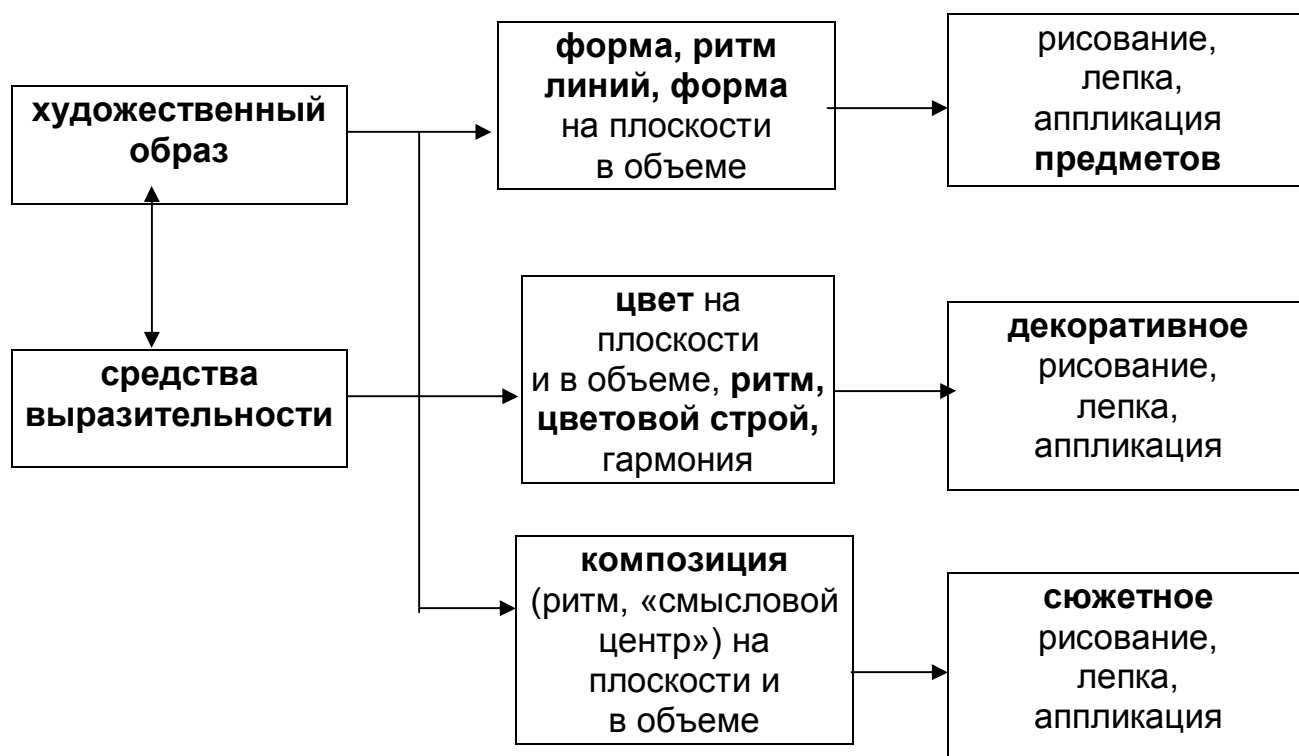 художественный
образ
средства
выразительности
форма, ритм
линий, форма
на плоскости
в объеме
рисование,
лепка,
аппликация
предметов
цвет на
плоскости
и в объеме, ритм,
цветовой строй,
гармония
декоративное
рисование,
лепка,
аппликация
композиция
(ритм, «смысловой
центр») на
плоскости и
в объеме
сюжетное
рисование,
лепка,
аппликация